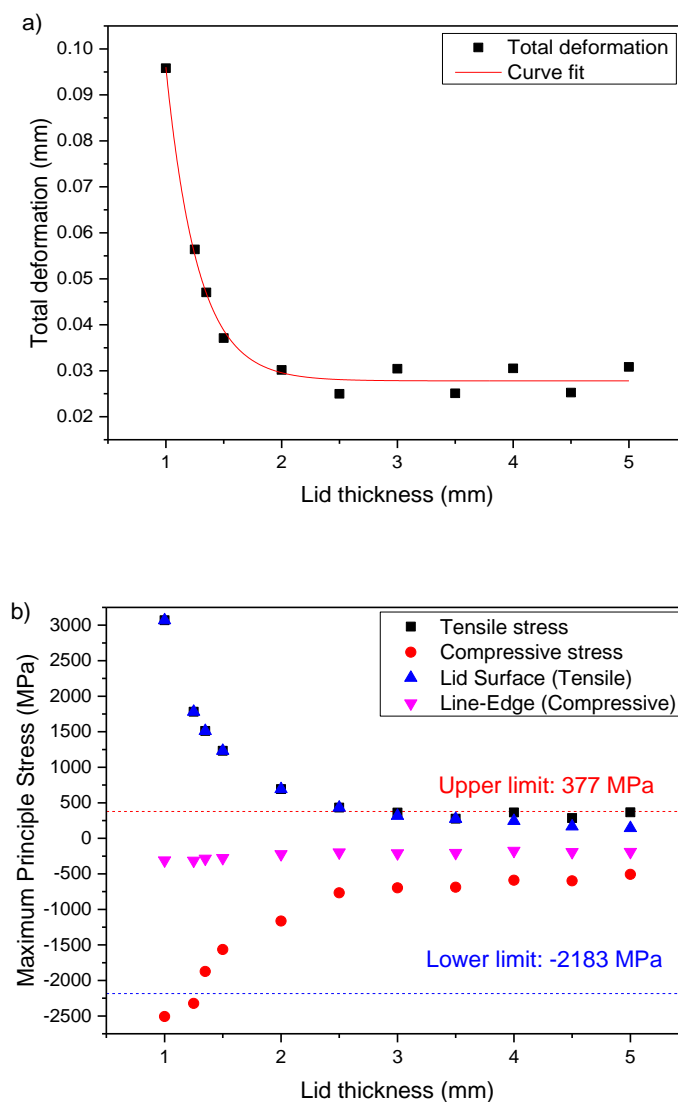 a)
0.10
0.09
0.08
0.07
0.06
0.05
0.04
0.03
0.02
Total deformation (mm)
Total deformation
Curve fit
1 2 3 4 5
Lid thickness (mm)
b)
3000
2500
2000
1500
1000
500
0
-500
-1000
-1500
-2000
-2500
Maximum Principle Stress (MPa)
Tensile stress
Compressive stress
Lid Surface (Tensile)
Line-Edge (Compressive)
Upper limit: 377 MPa
Lower limit: -2183 MPa
1 2 3 4 5
Lid thickness (mm)